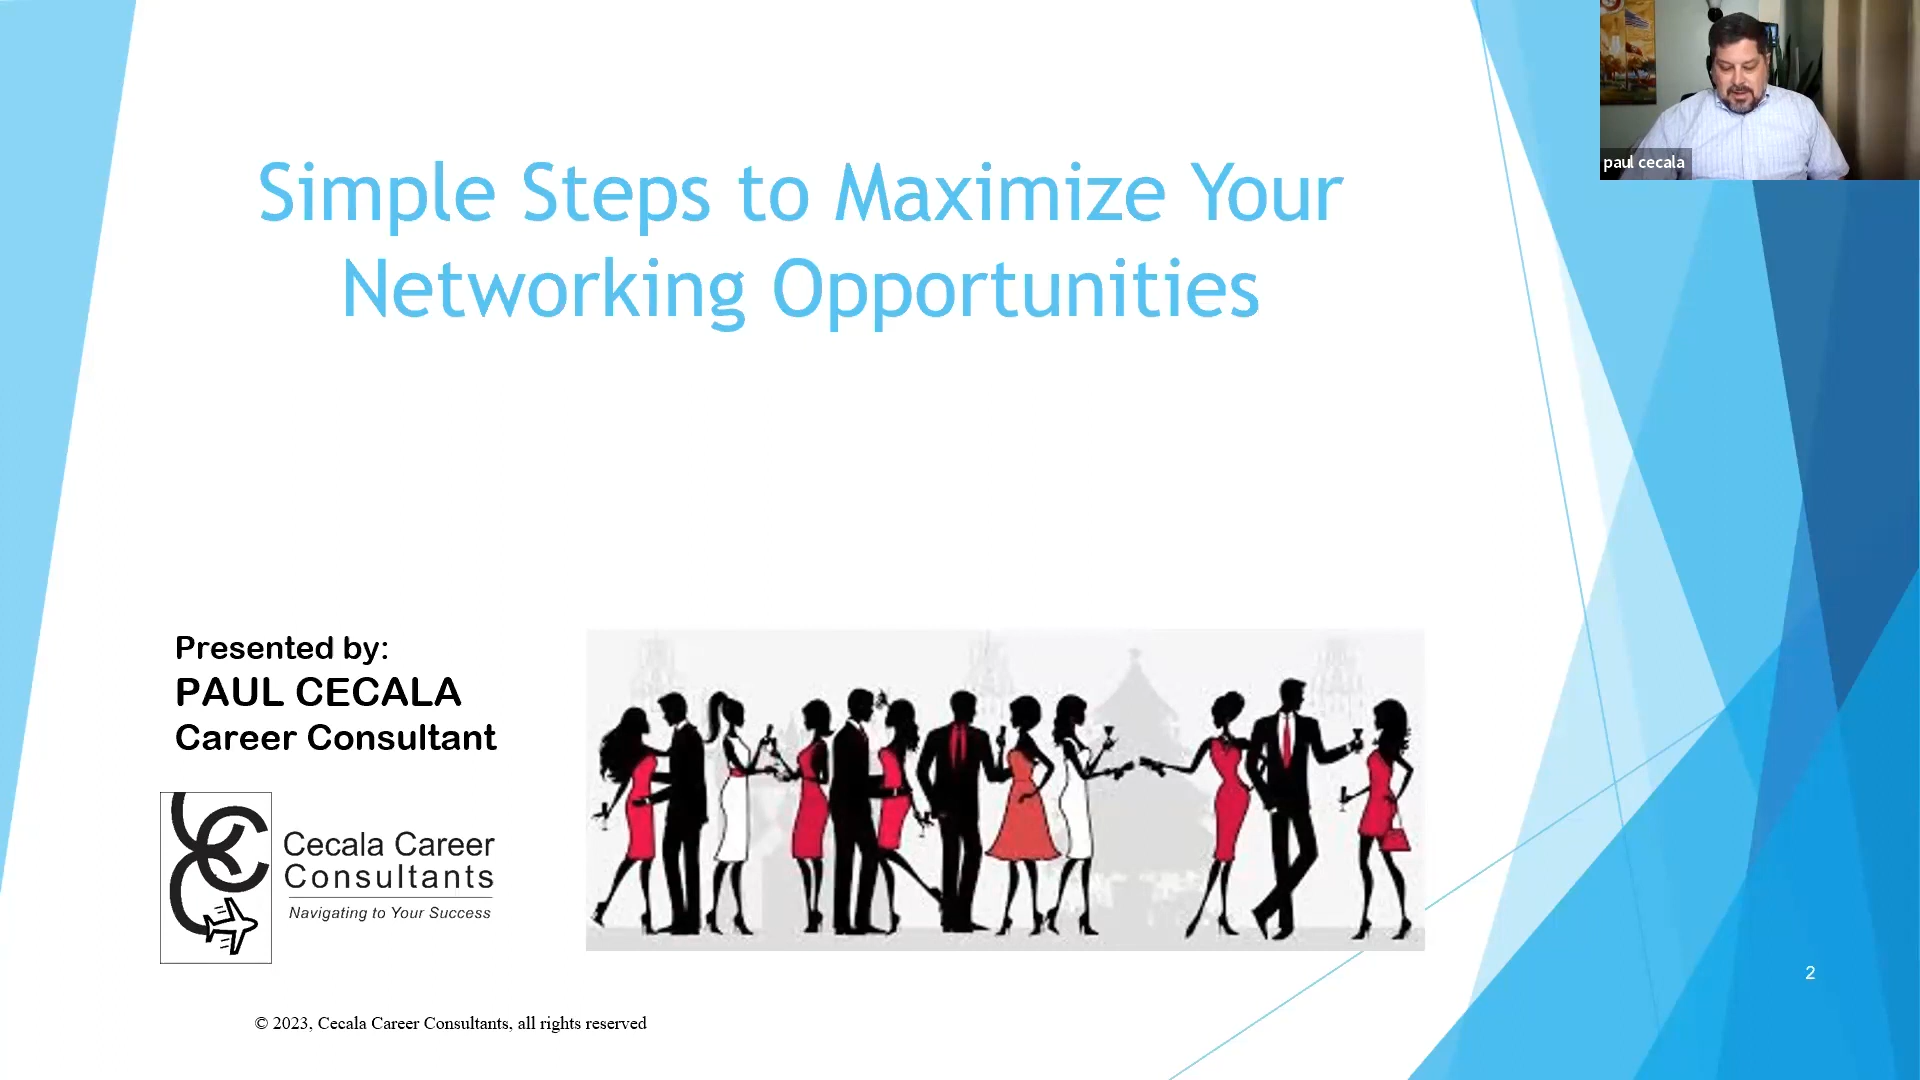 Simple Steps to Maximize Your
Networking Opportunities
paul cecala
Presented by:
PAUL CECALA
Career Consultant
Cecala Career
Consultants
Navigating to Your Success
2
© 2023, Cecala Career Consultants, all rights reserved